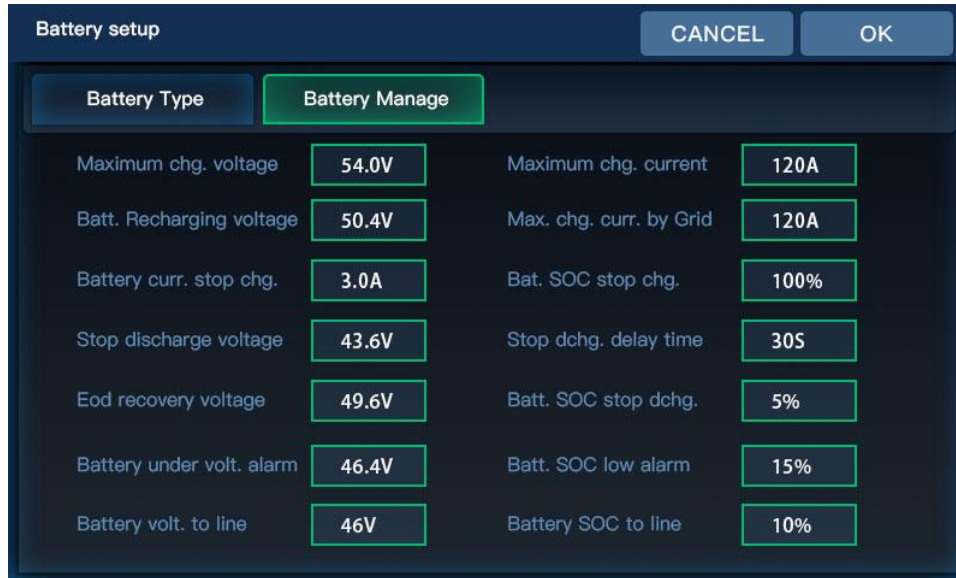 Battery setup CANCEL OK
Battery Type Battery Manage
Maximum chg. voltage 54.0V Maximum chg. current 120A
Batt. Recharging voltage 50.4V Max. chg. curr. by Grid 120A
Battery curr. stop chg. 3.0A Bat. SOC stop chg. 100%
Stop discharge voltage 43.6V Stop dchg. delay time 30S
Eod recovery voltage 49.6V Batt. SOC stop dchg. 5%
Battery under volt. alarm 46.4V Batt. SOC low alarm 15%
Battery volt. to line 46V Battery SOC to line 10%